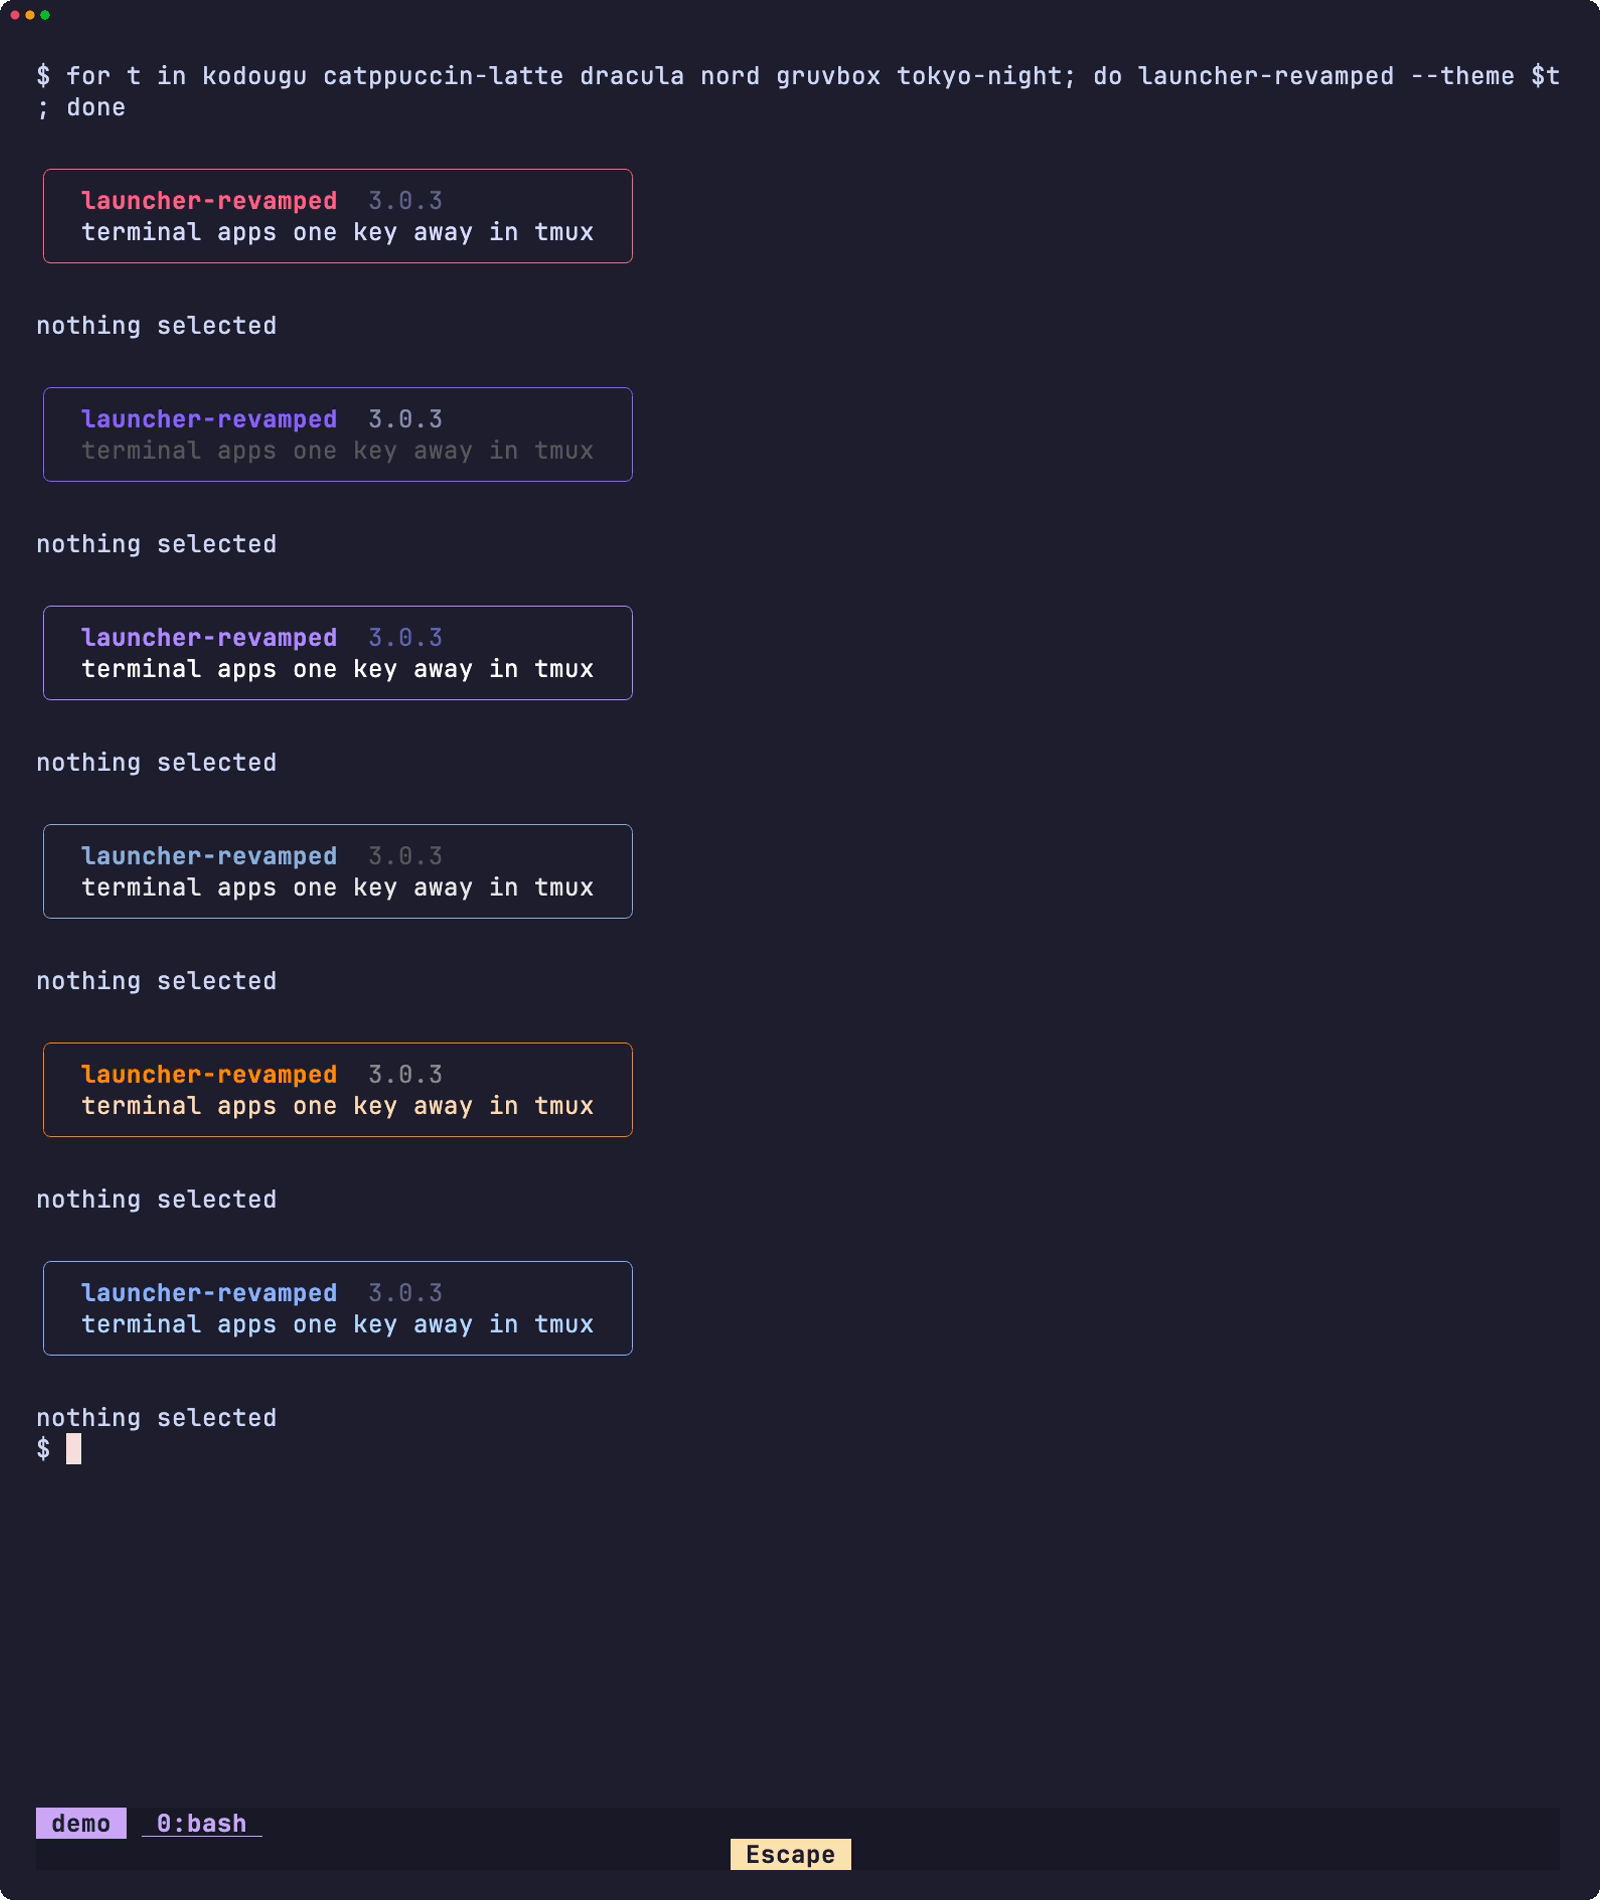 $ for t in kodougu catppuccin-latte dracula nord gruvbox tokyo-night; do launcher-revamped --theme $t
; done
launcher-revamped  3.0.3
terminal apps one key away in tmux
nothing selected
launcher-revamped  3.0.3
terminal apps one key away in tmux
nothing selected
launcher-revamped  3.0.3
terminal apps one key away in tmux
nothing selected
launcher-revamped  3.0.3
terminal apps one key away in tmux
nothing selected
launcher-revamped  3.0.3
terminal apps one key away in tmux
nothing selected
launcher-revamped  3.0.3
terminal apps one key away in tmux
nothing selected
$
demo  0:bash
Escape